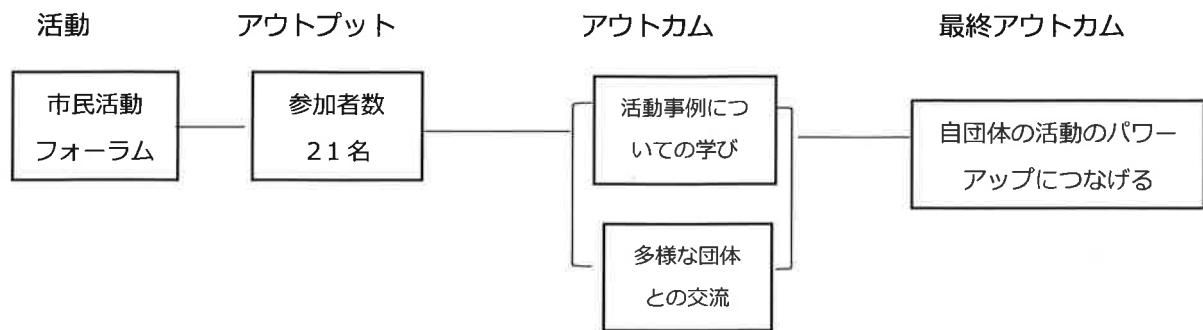 活動
アウトプット
アウトカム
最終アウトカム
市民活動
フォーラム
参加者数
21名
活動事例につ
いての学び
多様な団体
との交流
自団体の活動のパワー
アップにつなげる